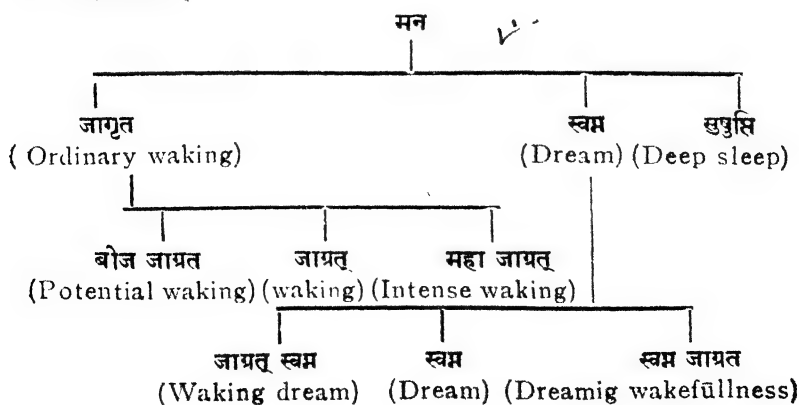 मन
जागृत स्वप्न सुषुप्ति
( Ordinary waking) (Dream) (Deep sleep)
बोज जाग्रत जाग्रत् महा जाग्रत्
(Potential waking) (waking) (Intense waking)
जाग्रत् स्वप्न स्वप्न स्वप्न जाग्रत
(Waking dream) (Dream) (Dreamig wakefūllness)